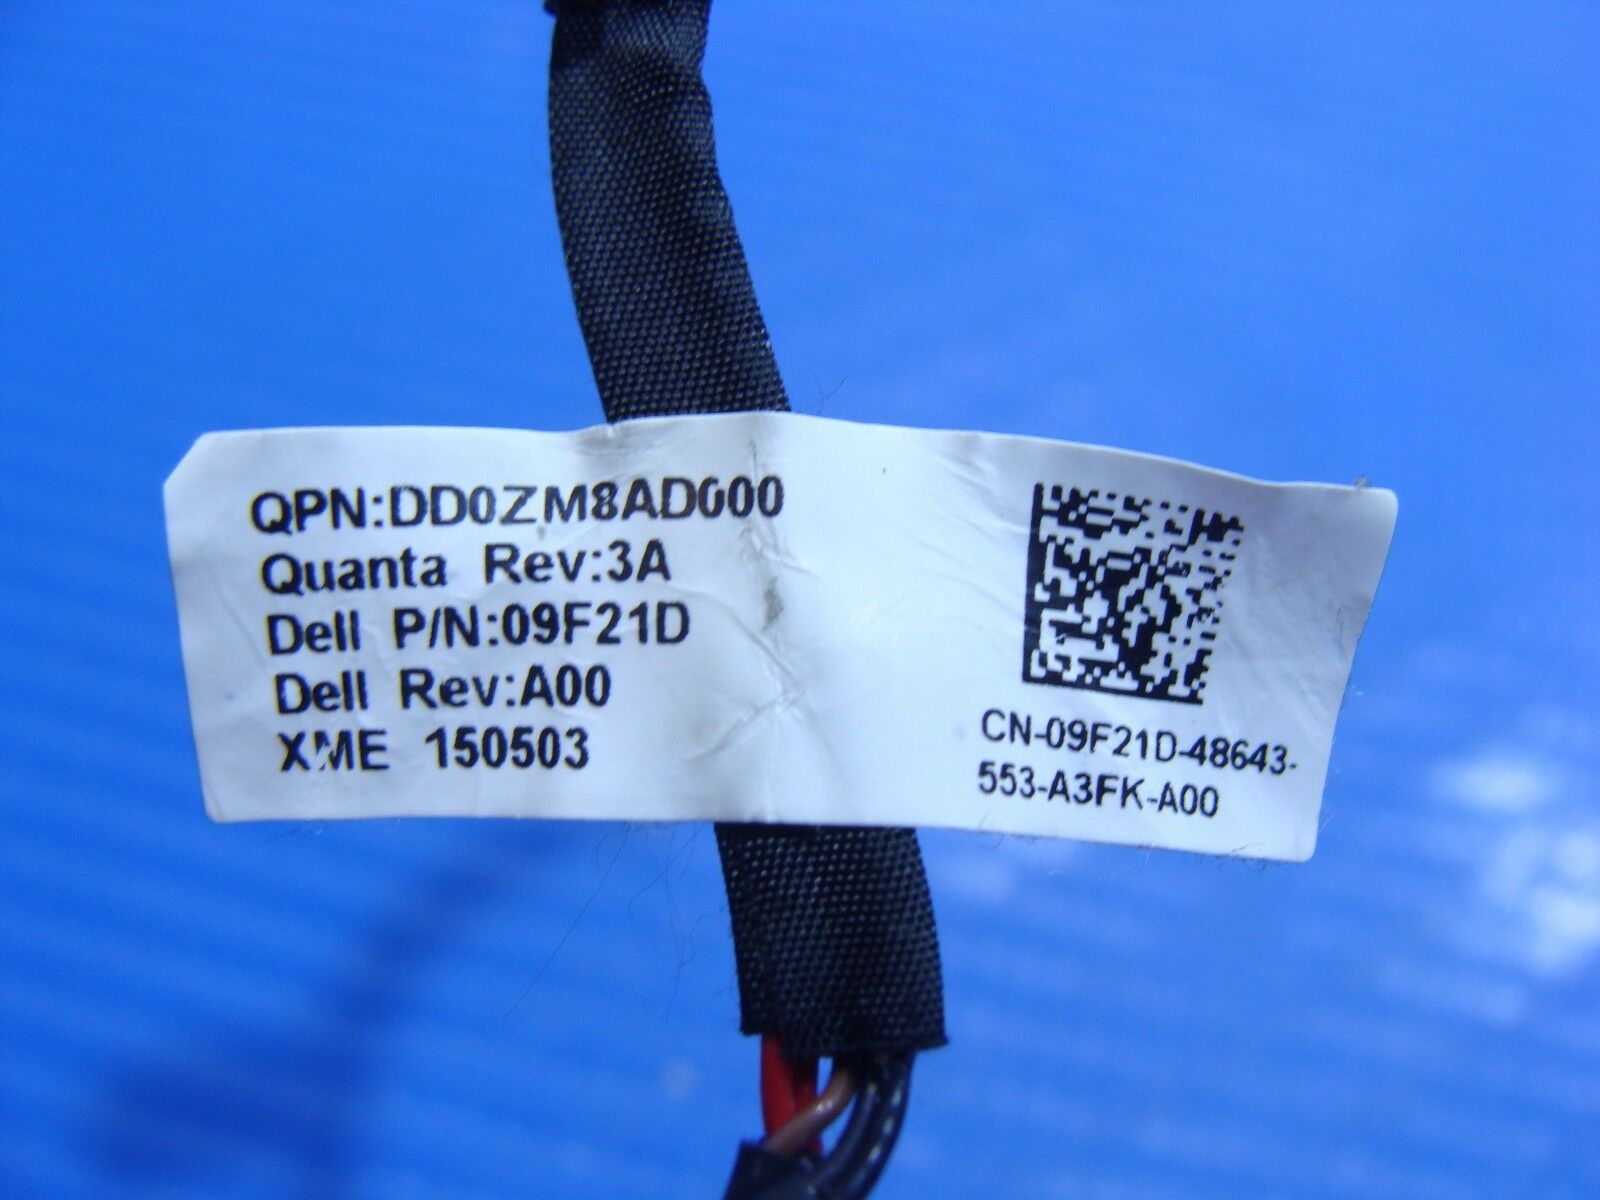 QPN:DD0ZM8AD000
Quanta Rev:3A
Dell P/N:09F21D
Dell Rev:A00
XME 150503
CN-09F21D-48643-
553-A3FK-A00